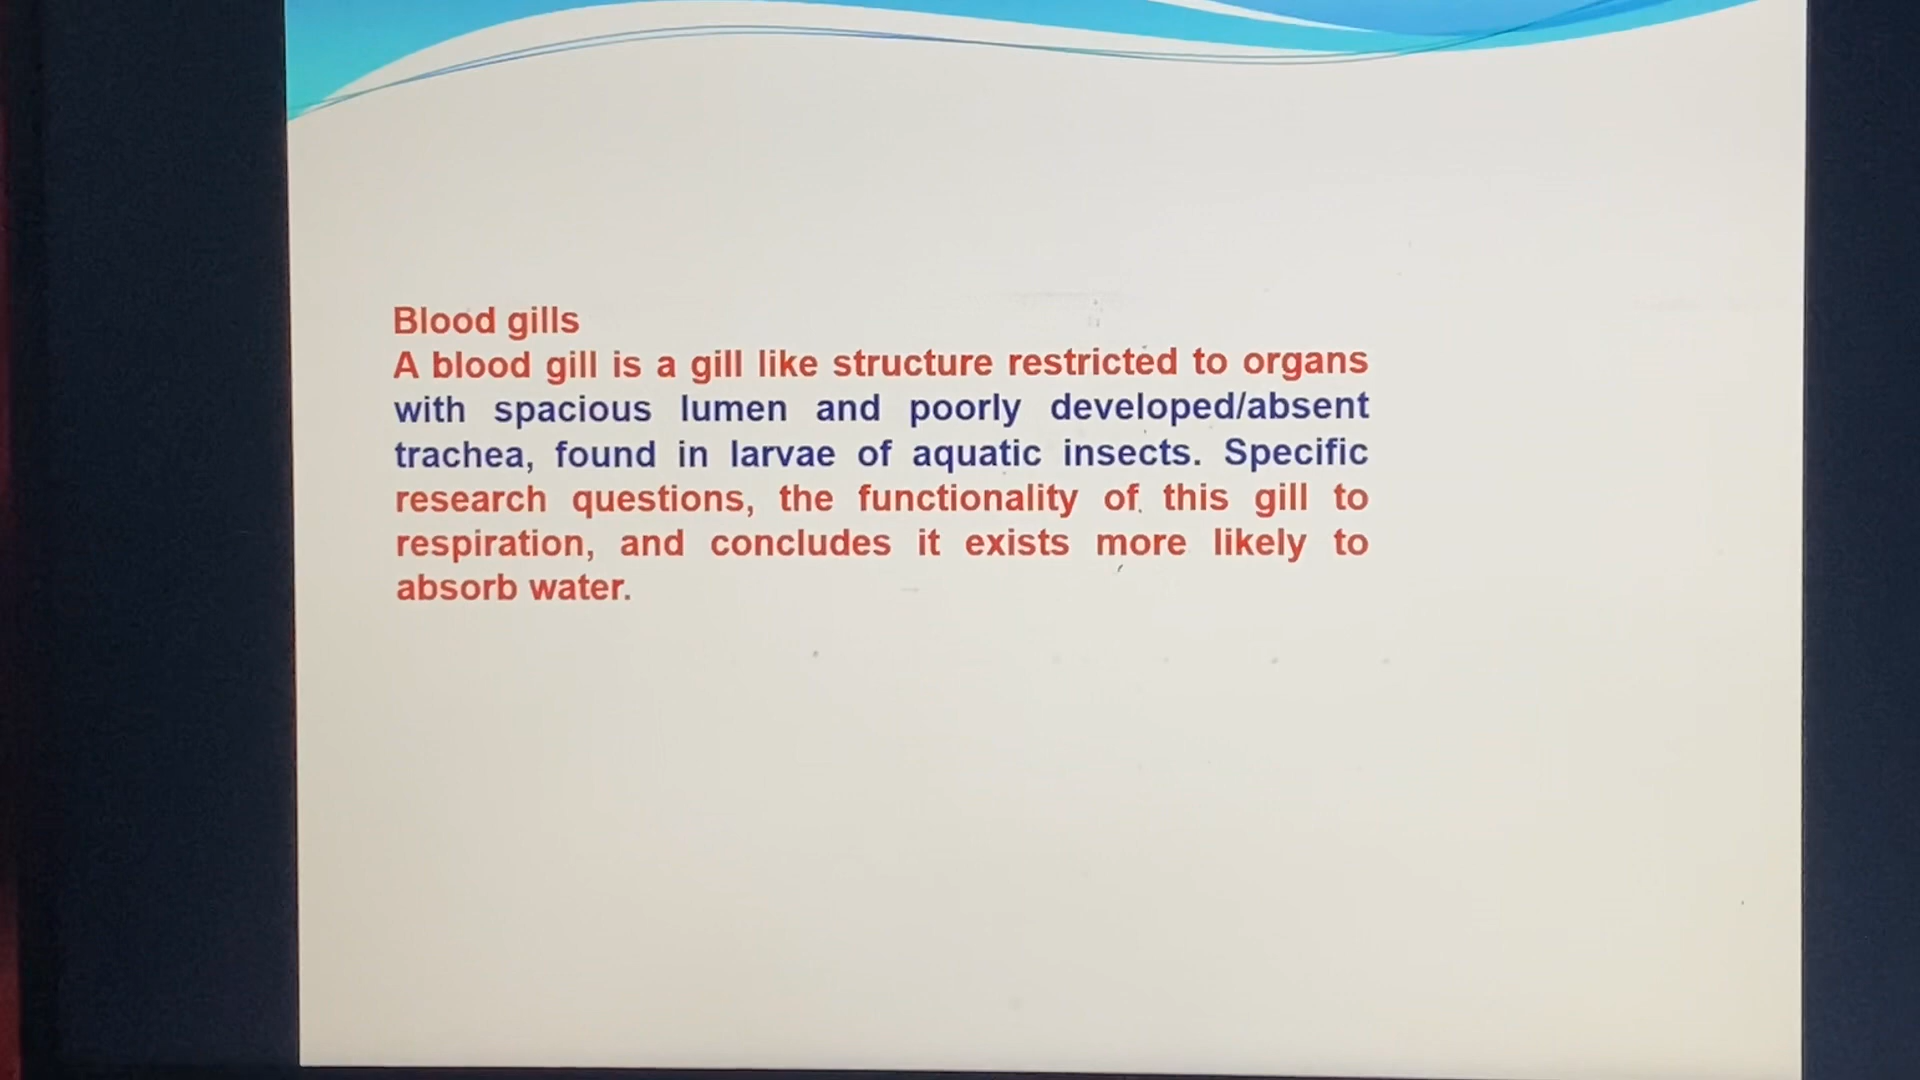 Blood gills
A blood gill is a gill like structure restricted to organs
with spacious lumen and poorly developed/absent
trachea, found in larvae of aquatic insects. Specific
research questions, the functionality of this gill to
respiration, and concludes it exists more likely to
absorb water.